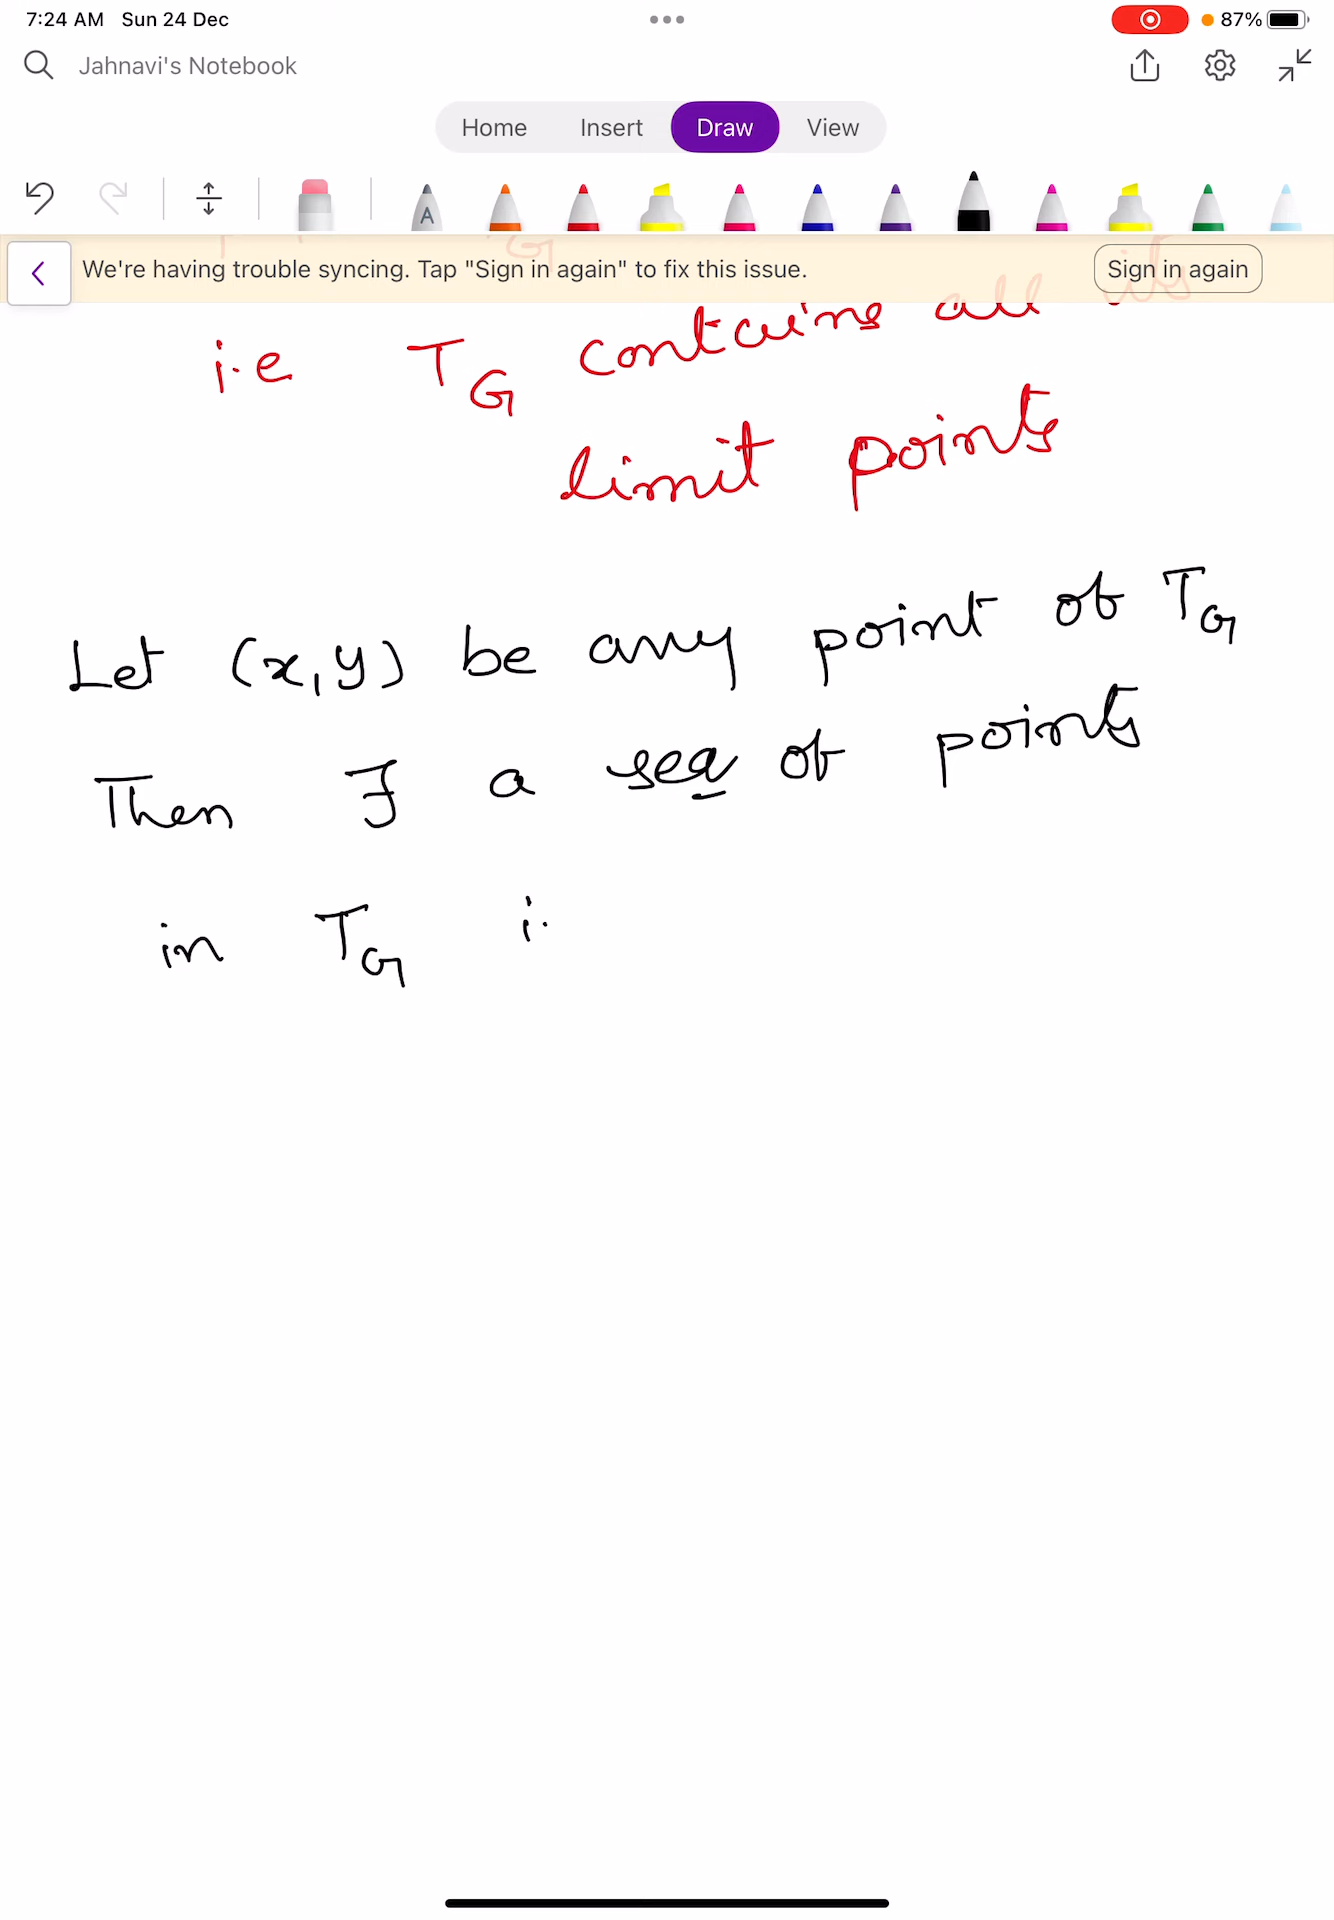 7:24 AM Sun 24 Dec
87%
Jahnavi's Notebook
Home Insert Draw View
A
We're having trouble syncing. Tap "Sign in again" to fix this issue.
Sign in again
i.e T_G contains all its
limit points
Let (x,y) be any point of T_G
Then ∃ a seq of points
in T_G i.